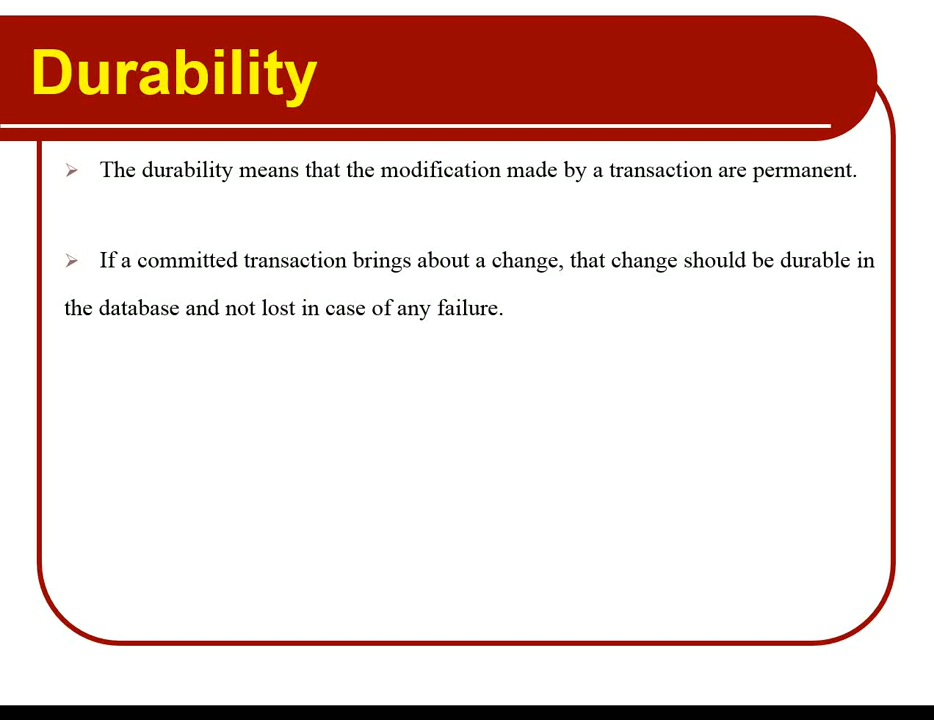 Durability
The durability means that the modification made by a transaction are permanent.
If a committed transaction brings about a change, that change should be durable in
the database and not lost in case of any failure.